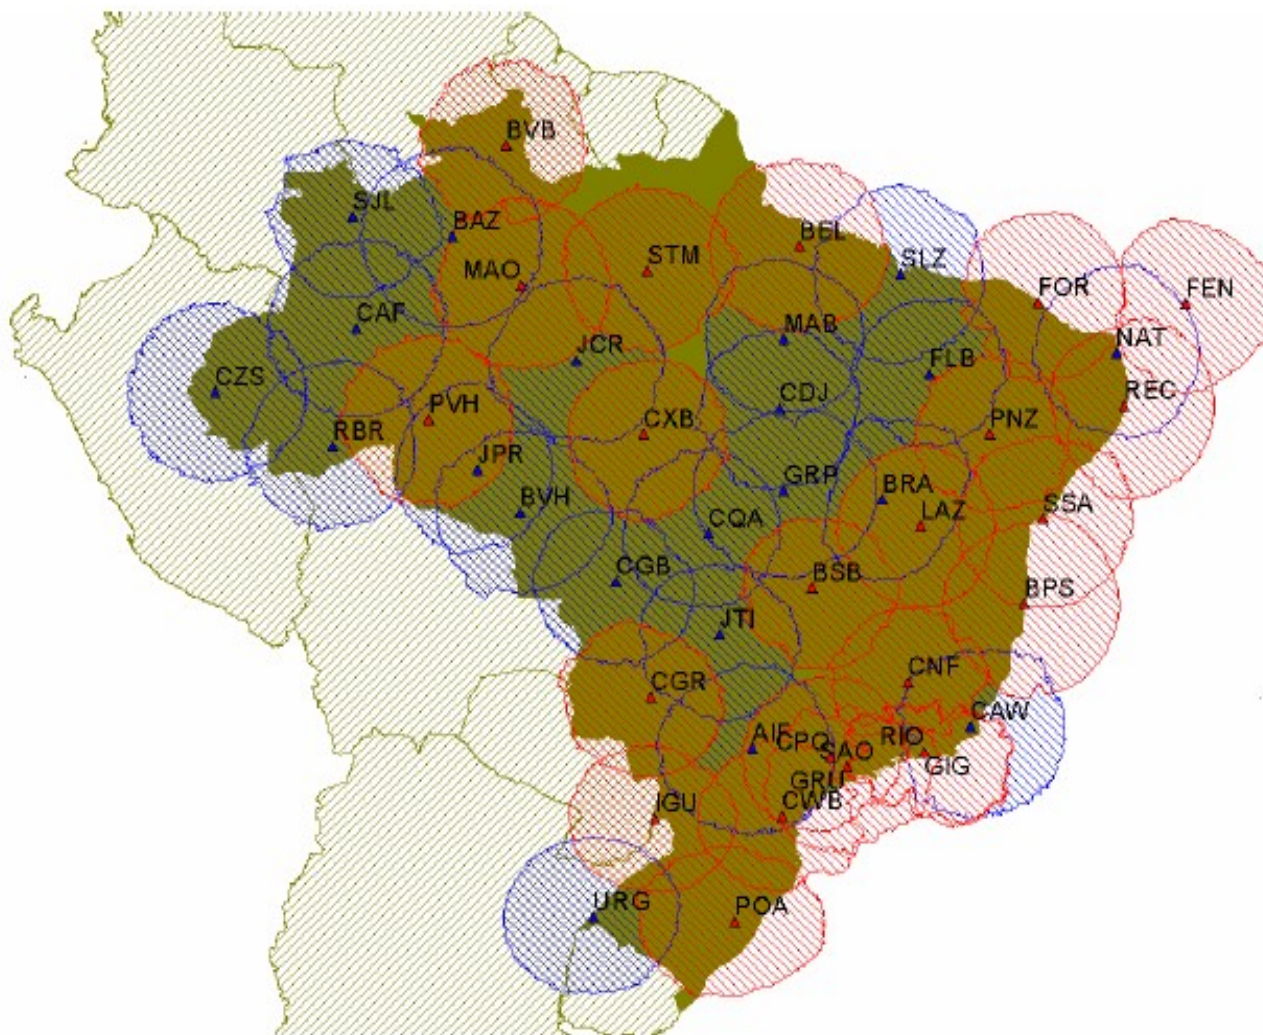 BVB
SJL
BAZ
MAO
STM
BEL
SLZ
FOR
FEN
CAF
JCR
MAB
NAT
CZS
FLB
REC
CDJ
PVH
CXB
PNZ
RBR
JPR
GRP
BRA
BVH
CQA
LAZ
SSA
CGB
BSB
BPS
JTI
CGR
CNF
CAW
AIF
CPQ
SAO
RIO
GIG
GRU
IGU
CWB
URG
POA